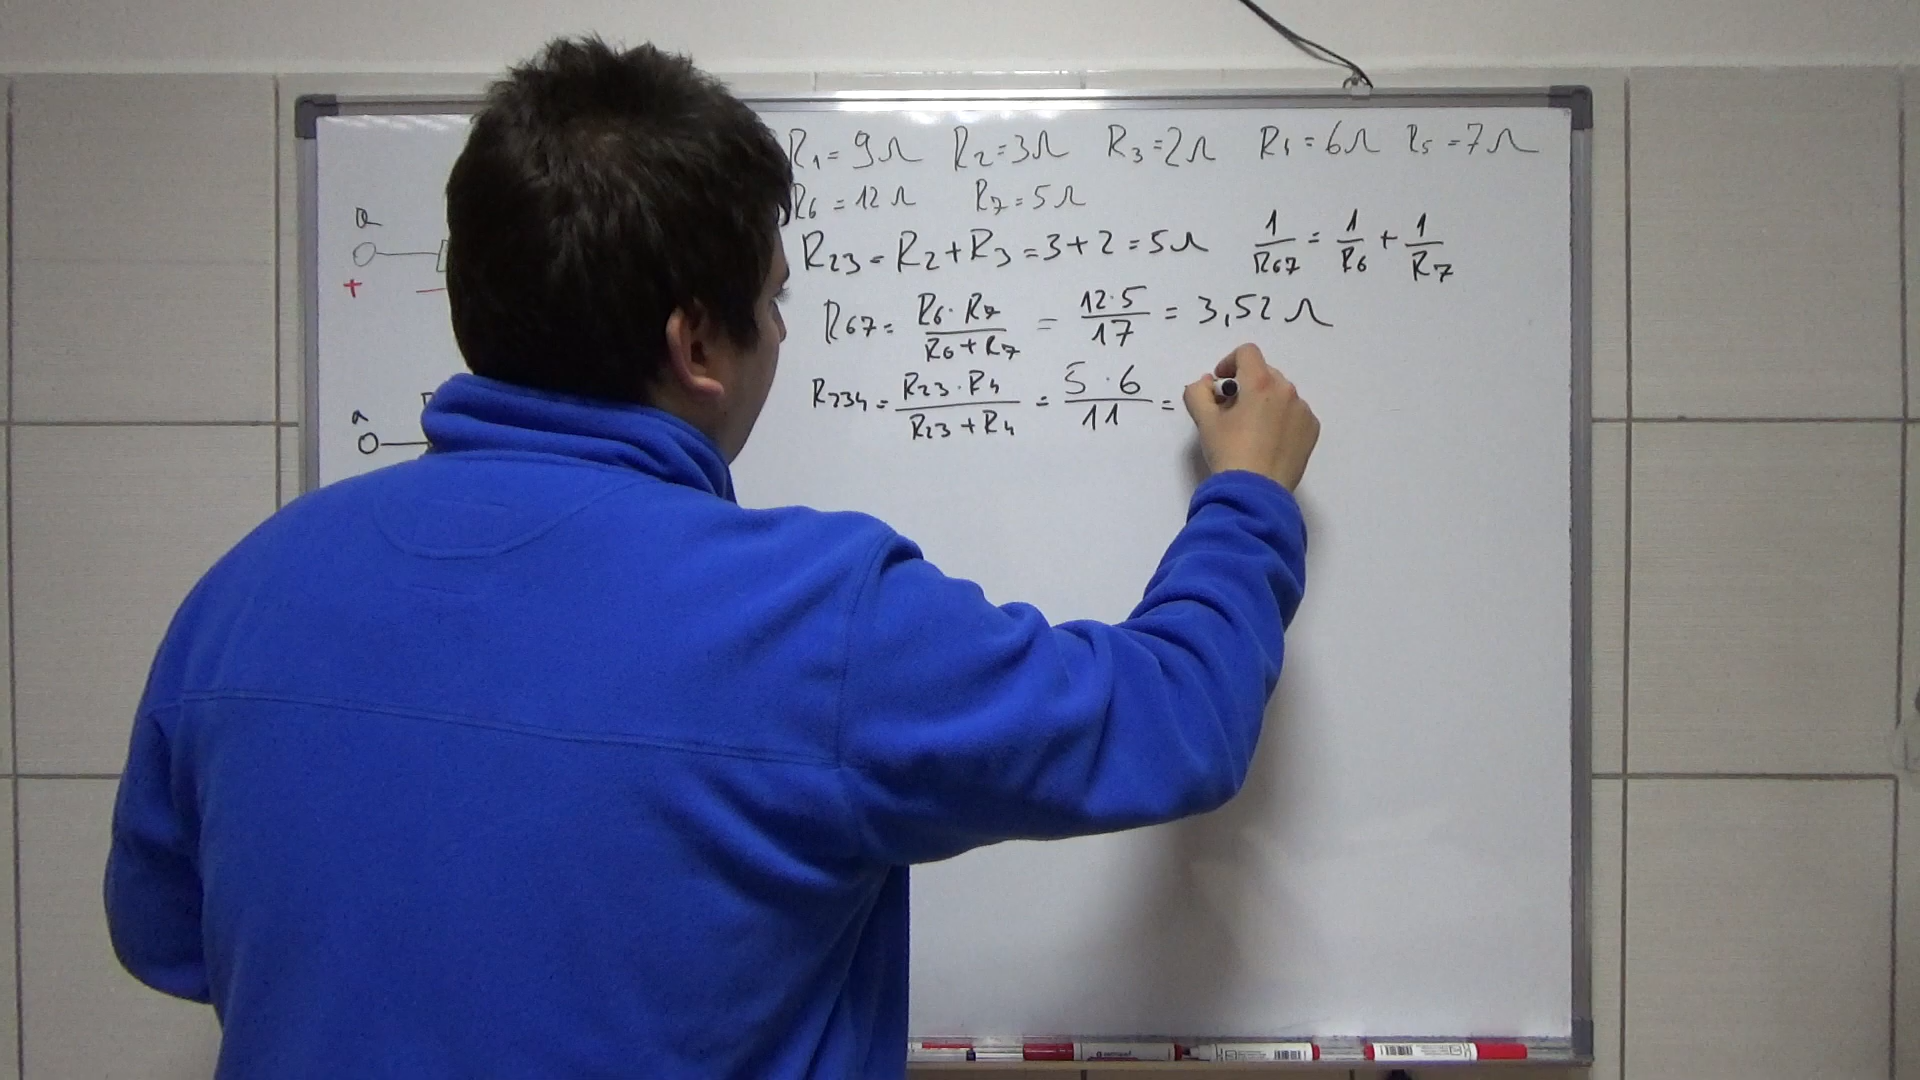 R1 = 9Ω R2 = 3Ω R3 = 2Ω R4 = 6Ω R5 = 7Ω
R6 = 12Ω R7 = 5Ω
R23 = R2 + R3 = 3 + 2 = 5Ω 1/R67 = 1/R6 + 1/R7
R67 = R6 · R7 / R6 + R7 = 12 · 5 / 17 = 3,52 Ω
R234 = R23 · R4 / R23 + R4 = 5 · 6 / 11 =
a
+
a